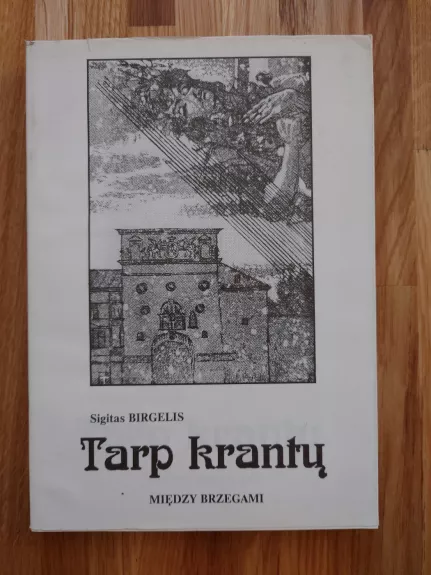 Sigitas BIRGELIS
Tarp krantų
MIĘDZY BRZEGAMI